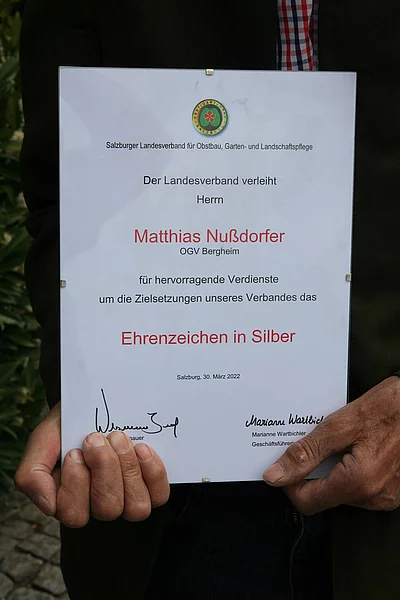 Salzburger Landesverband für Obstbau, Garten- und Landschaftspflege
Der Landesverband verleiht
Herrn
Matthias Nußdorfer
OGV Bergheim
für hervorragende Verdienste
um die Zielsetzungen unseres Verbandes das
Ehrenzeichen in Silber
Salzburg, 30. März 2022
Marianne Wartbichler